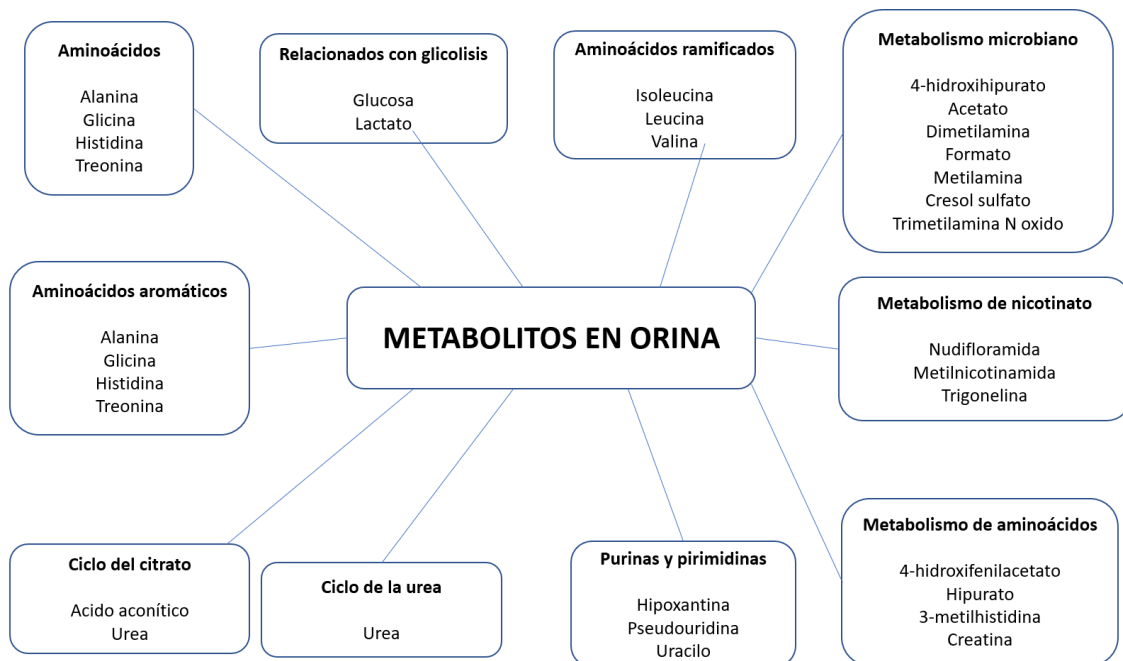 Aminoácidos
Alanina
Glicina
Histidina
Treonina
Relacionados con glicolisis
Glucosa
Lactato
Aminoácidos ramificados
Isoleucina
Leucina
Valina
Metabolismo microbiano
4-hidroxihipurato
Acetato
Dimetilamina
Formato
Metilamina
Cresol sulfato
Trimetilamina N oxido
Aminoácidos aromáticos
Alanina
Glicina
Histidina
Treonina
METABOLITOS EN ORINA
Metabolismo de nicotinato
Nudifloramida
Metilnicotinamida
Trigonelina
Ciclo del citrato
Acido aconítico
Urea
Ciclo de la urea
Urea
Purinas y pirimidinas
Hipoxantina
Pseudouridina
Uracilo
Metabolismo de aminoácidos
4-hidroxifenilacetato
Hipurato
3-metilhistidina
Creatina